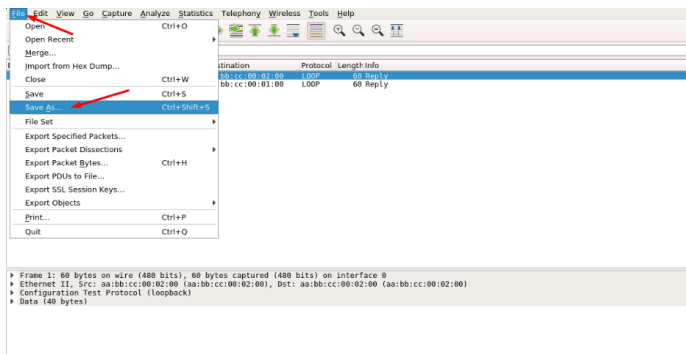 File Edit View Go Capture Analyze Statistics Telephony Wireless Tools Help
Open Ctrl+O
Open Recent
Merge...
Import from Hex Dump...
Close Ctrl+W
Save Ctrl+S
Save As... Ctrl+Shift+S
File Set
Export Specified Packets...
Export Packet Dissections
Export Packet Bytes... Ctrl+H
Export PDUs to File...
Export SSL Session Keys...
Export Objects
Print... Ctrl+P
Quit Ctrl+Q
stination Protocol Length Info
:bb:cc:00:02:00 LOOP 60 Reply
:bb:cc:00:01:00 LOOP 60 Reply
Frame 1: 60 bytes on wire (480 bits), 60 bytes captured (480 bits) on interface 0
Ethernet II, Src: aa:bb:cc:00:02:00 (aa:bb:cc:00:02:00), Dst: aa:bb:cc:00:02:00 (aa:bb:cc:00:02:00)
Configuration Test Protocol (loopback)
Data (40 bytes)